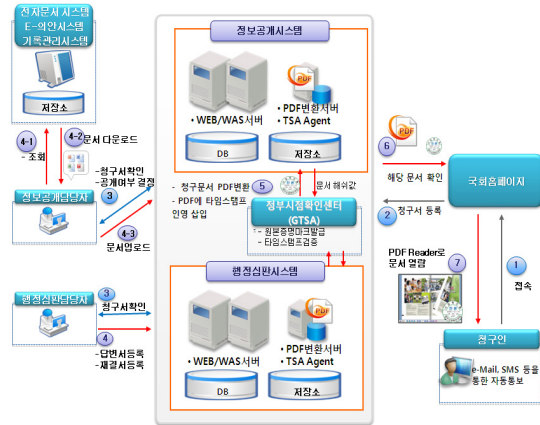 전자문서 시스템
E-의안시스템
기록관리시스템
저장소
4-1
- 조회
4-2
문서 다운로드
-청구서확인
-공개여부 결정
3
정보공개담당자
4-3
문서업로드
행정심판담당자
3
청구서확인
4
-답변서등록
-재결서등록
정보공개시스템
• WEB/WAS서버
• PDF변환서버
• TSA Agent
DB
저장소
- 청구문서 PDF변환
- PDF에 타임스탬프
인영 삽입
5
문서 해쉬값
정부시점확인센터
(GTSA)
- 원본증명마크발급
- 타임스탬프검증
행정심판시스템
• WEB/WAS서버
• PDF변환서버
• TSA Agent
DB
저장소
6
PDF
해당 문서 확인
2
청구서 등록
국회홈페이지
PDF Reader로
문서 열람
7
1
접속
청구인
e-Mail, SMS 등을
통한 자동통보